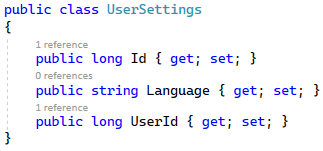 public class UserSettings
{
1 reference
public long Id { get; set; }
0 references
public string Language { get; set; }
1 reference
public long UserId { get; set; }
}